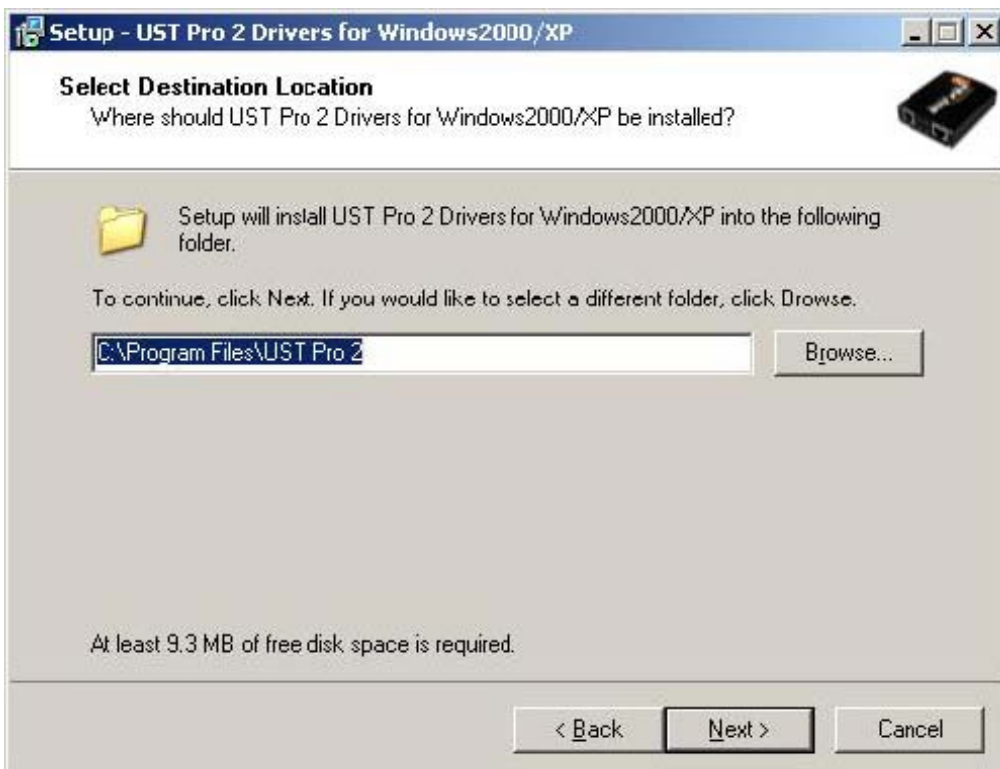 Setup - UST Pro 2 Drivers for Windows2000/XP
Select Destination Location
Where should UST Pro 2 Drivers for Windows2000/XP be installed?
Setup will install UST Pro 2 Drivers for Windows2000/XP into the following
folder.
To continue, click Next. If you would like to select a different folder, click Browse.
C:\Program Files\UST Pro 2
Browse...
At least 9.3 MB of free disk space is required.
< Back
Next >
Cancel